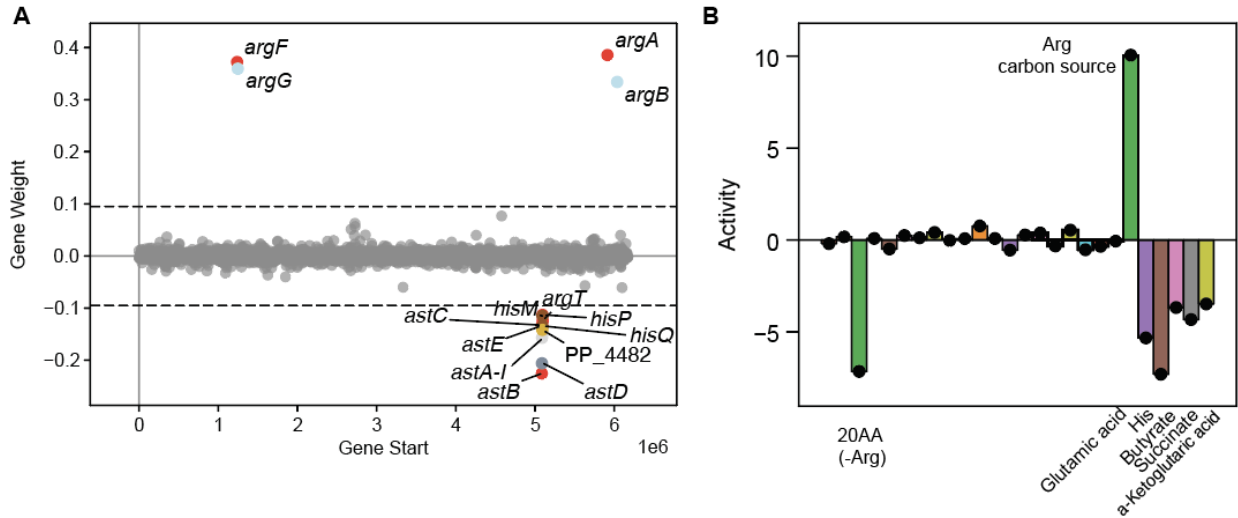 A
0.4
0.3
0.2
0.1
0.0
−0.1
−0.2
Gene Weight
argF
argG
argA
argB
astC
hisM
argT
hisP
hisQ
astE
PP_4482
astA-I
astB
astD
0
1
2
3
4
5
6
1e6
Gene Start
B
10
5
0
−5
Activity
Arg
carbon source
20AA
(-Arg)
Glutamic acid
His
Butyrate
Succinate
a-Ketoglutaric acid